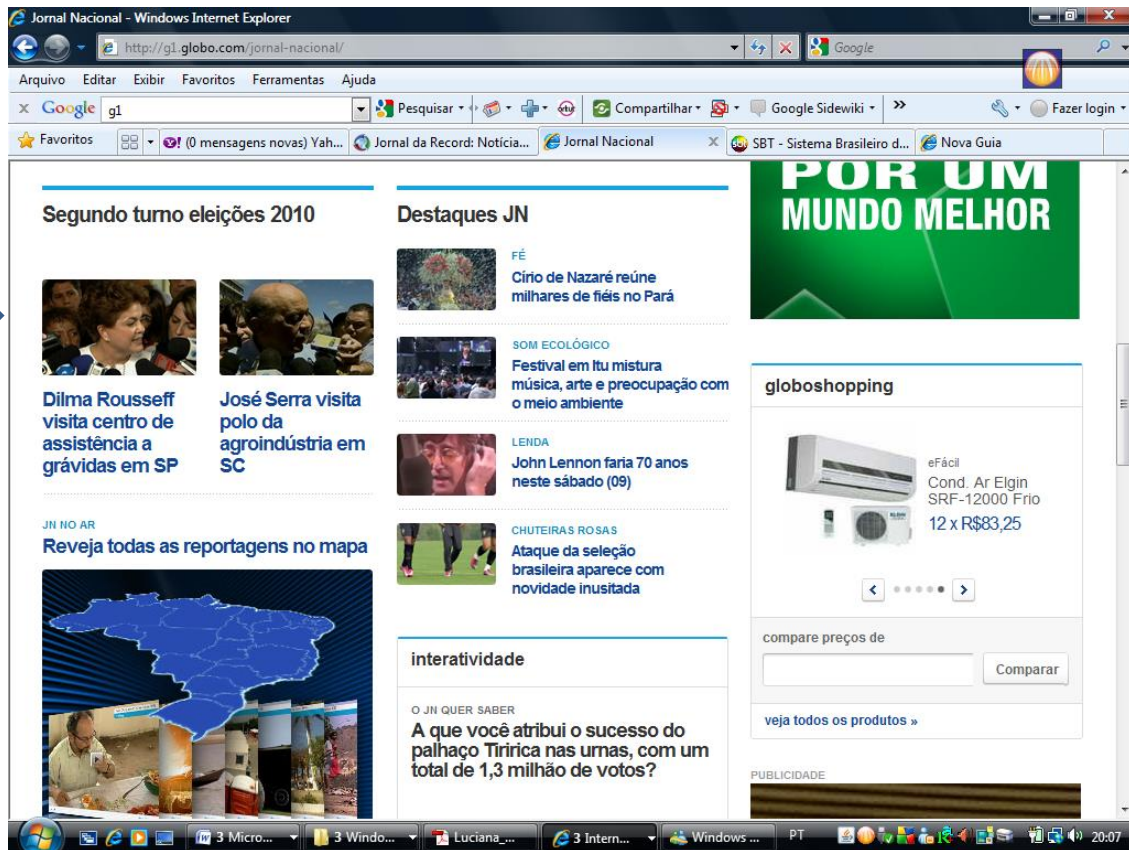 Jornal Nacional - Windows Internet Explorer
http://g1.globo.com/jornal-nacional/
Google
Arquivo Editar Exibir Favoritos Ferramentas Ajuda
x Google g1 Pesquisar Compartilhar Google Sidewiki >> Fazer login
Favoritos (0 mensagens novas) Yah... Jornal da Record: Notícia... Jornal Nacional x SBT - Sistema Brasileiro d... Nova Guia
Segundo turno eleições 2010
Dilma Rousseff
visita centro de
assistência a
grávidas em SP
José Serra visita
polo da
agroindústria em
SC
JN NO AR
Reveja todas as reportagens no mapa
Destaques JN
FÉ
Círio de Nazaré reúne
milhares de fiéis no Pará
SOM ECOLÓGICO
Festival em Itu mistura
música, arte e preocupação com
o meio ambiente
LENDA
John Lennon faria 70 anos
neste sábado (09)
CHUTEIRAS ROSAS
Ataque da seleção
brasileira aparece com
novidade inusitada
interatividade
O JN QUER SABER
A que você atribui o sucesso do
palhaço Tiririca nas urnas, com um
total de 1,3 milhão de votos?
POR UM
MUNDO MELHOR
globoshopping
eFácil
Cond. Ar Elgin
SRF-12000 Frio
12 x R$83,25
compare preços de
Comparar
veja todos os produtos »
PUBLICIDADE
3 Micro... 3 Windo... Luciana_... 3 Intern... Windows ... PT 20:07